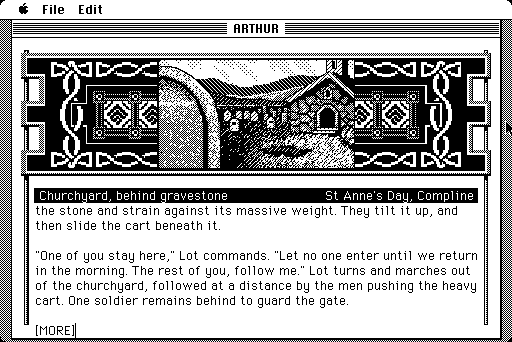 File Edit
ARTHUR
Churchyard, behind gravestone St Anne's Day, Compline
the stone and strain against its massive weight. They tilt it up, and
then slide the cart beneath it.
"One of you stay here," Lot commands. "Let no one enter until we return
in the morning. The rest of you, follow me." Lot turns and marches out
of the churchyard, followed at a distance by the men pushing the heavy
cart. One soldier remains behind to guard the gate.
[MORE]